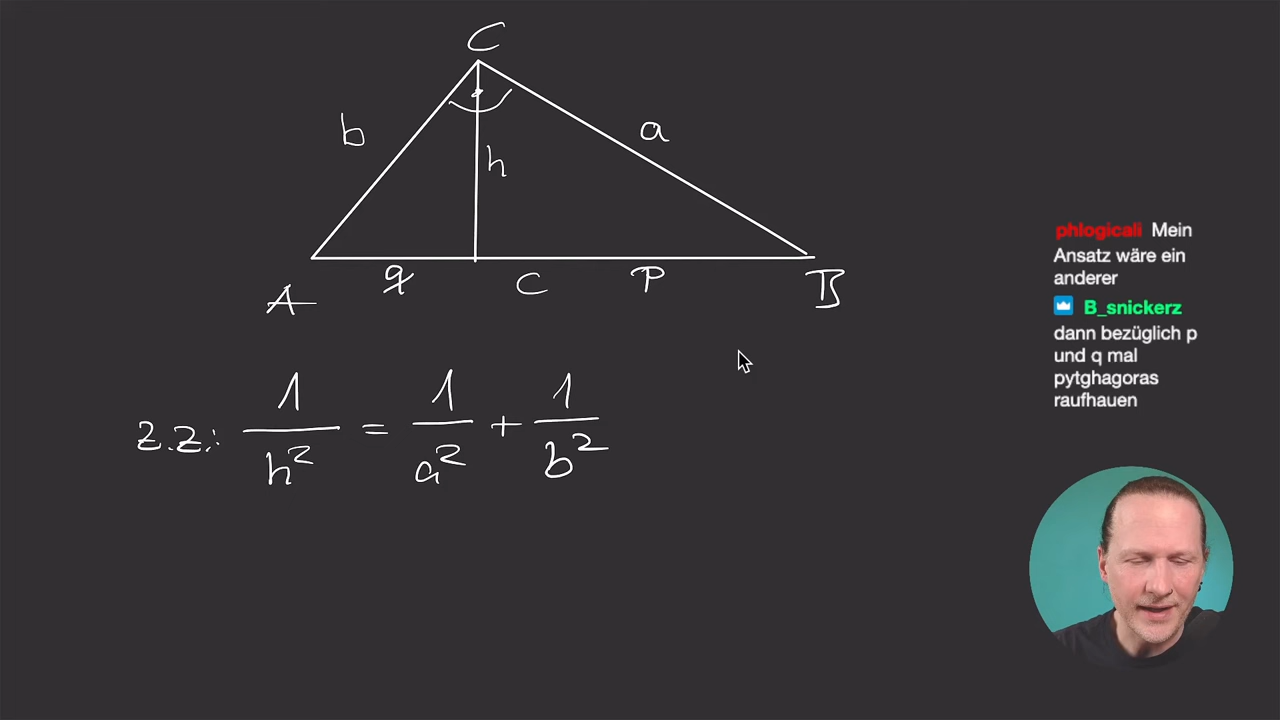 C
b
a
h
A
q
c
p
B
z.z.: 1/h² = 1/a² + 1/b²
phlogicali Mein
Ansatz wäre ein
anderer
B_snickerz
dann bezüglich p
und q mal
pytghagoras
raufhauen